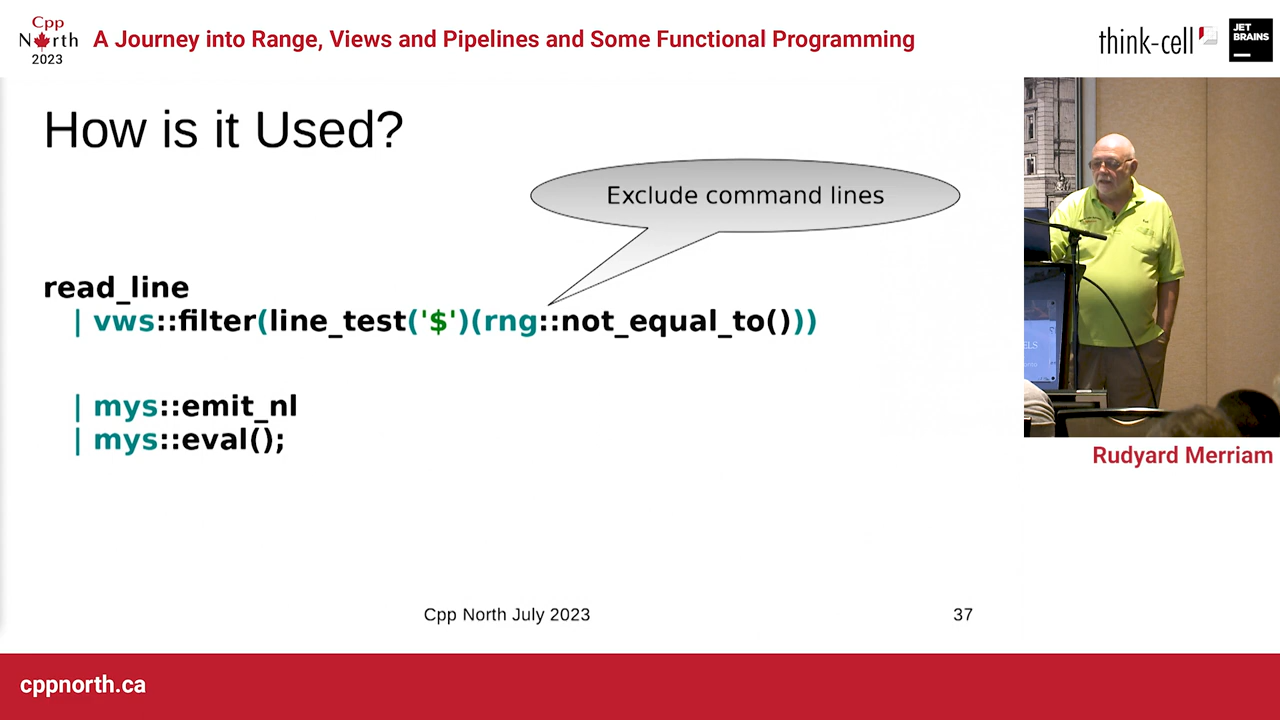 Cpp
North
2023
A Journey into Range, Views and Pipelines and Some Functional Programming
think-cell
JET
BRAINS
How is it Used?
Exclude command lines
read_line
| vws::filter(line_test('$')(rng::not_equal_to()))
| mys::emit_nl
| mys::eval();
ELS
Rudyard Merriam
Cpp North July 2023
37
cppnorth.ca